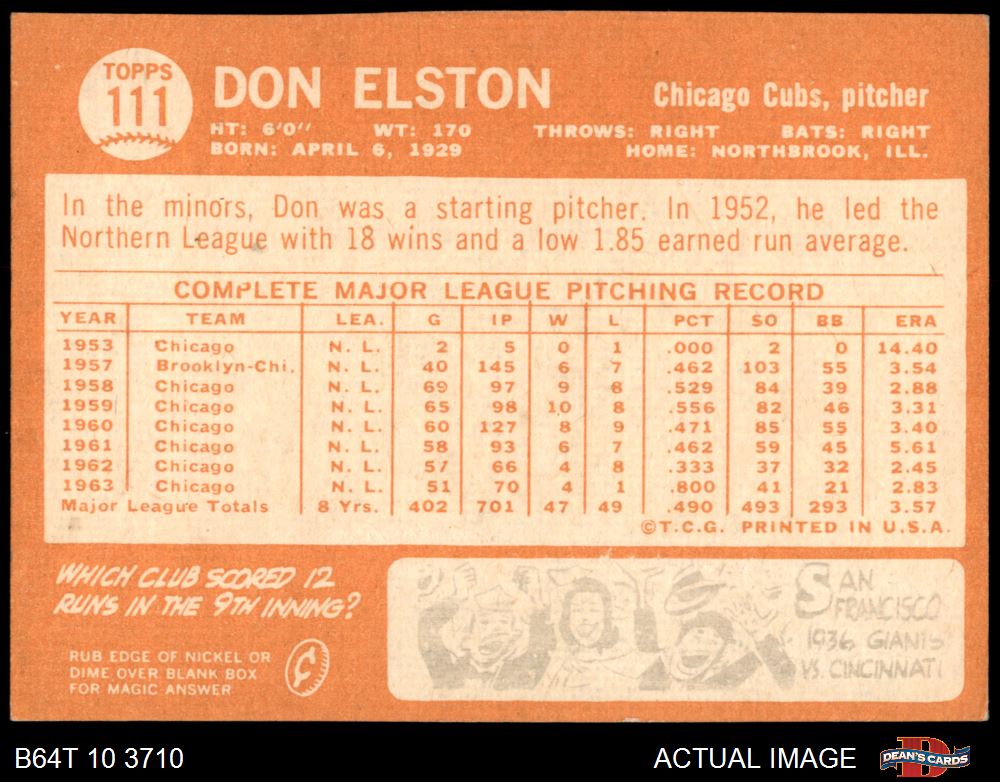 TOPPS
111
DON ELSTON
Chicago Cubs, pitcher
HT: 6'0" WT: 170 THROWS: RIGHT BATS: RIGHT
BORN: APRIL 6, 1929 HOME: NORTHBROOK, ILL.
In the minors, Don was a starting pitcher. In 1952, he led the
Northern League with 18 wins and a low 1.85 earned run average.
COMPLETE MAJOR LEAGUE PITCHING RECORD
YEAR TEAM LEA. G IP W L PCT SO BB ERA
1953 Chicago N. L. 2 5 0 1 .000 2 0 14.40
1957 Brooklyn-Chi. N. L. 40 145 6 7 .462 103 55 3.54
1958 Chicago N. L. 69 97 9 8 .529 84 39 2.88
1959 Chicago N. L. 65 98 10 8 .556 82 46 3.31
1960 Chicago N. L. 60 127 8 9 .471 85 55 3.40
1961 Chicago N. L. 58 93 6 7 .462 59 45 5.61
1962 Chicago N. L. 57 66 4 8 .333 37 32 2.45
1963 Chicago N. L. 51 70 4 1 .800 41 21 2.83
Major League Totals 8 Yrs. 402 701 47 49 .490 493 293 3.57
©T.C.G. PRINTED IN U.S.A.
WHICH CLUB SCORED 12
RUNS IN THE 9TH INNING?
RUB EDGE OF NICKEL OR
DIME OVER BLANK BOX
FOR MAGIC ANSWER
¢
SAN
FRANCISCO
1936 GIANTS
VS. CINCINNATI
B64T 10 3710
ACTUAL IMAGE
DEAN'S CARDS